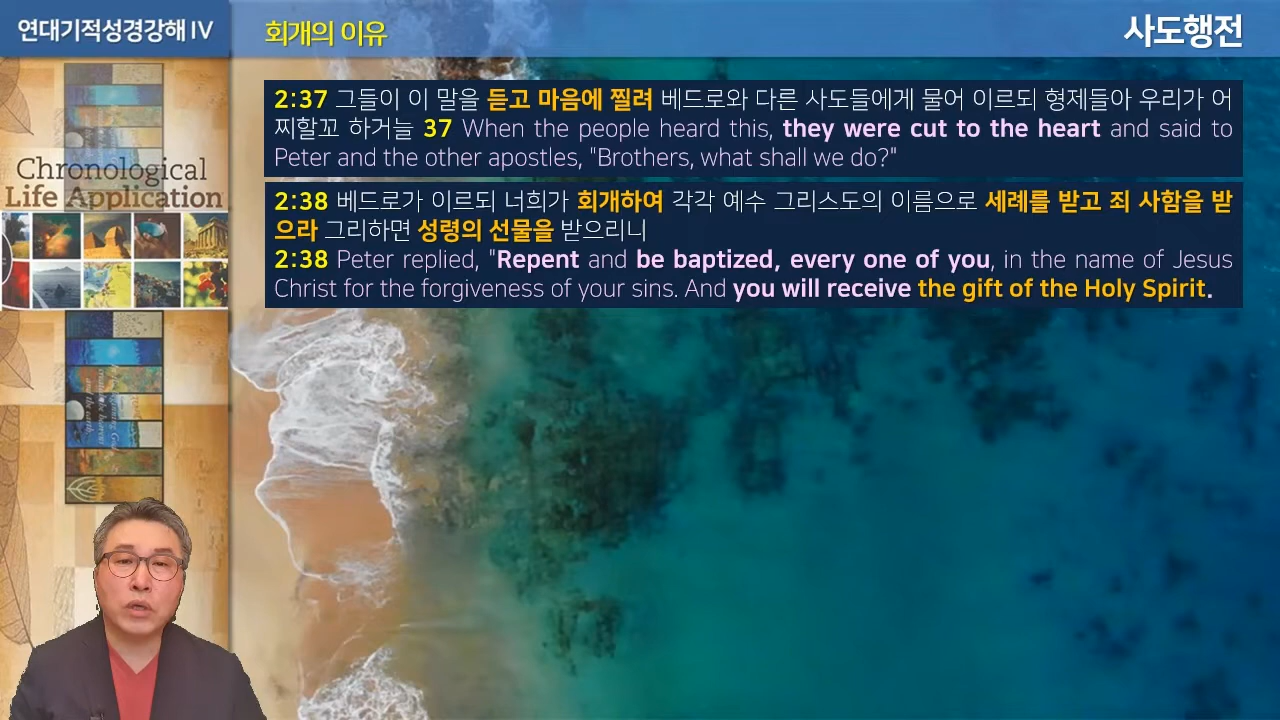 연대기적성경강해 IV
회개의 이유
사도행전
Chronological
Life Application
2:37 그들이 이 말을 듣고 마음에 찔려 베드로와 다른 사도들에게 물어 이르되 형제들아 우리가 어
찌할꼬 하거늘 37 When the people heard this, they were cut to the heart and said to
Peter and the other apostles, "Brothers, what shall we do?"
2:38 베드로가 이르되 너희가 회개하여 각각 예수 그리스도의 이름으로 세례를 받고 죄 사함을 받
으라 그리하면 성령의 선물을 받으리니
2:38 Peter replied, "Repent and be baptized, every one of you, in the name of Jesus
Christ for the forgiveness of your sins. And you will receive the gift of the Holy Spirit.